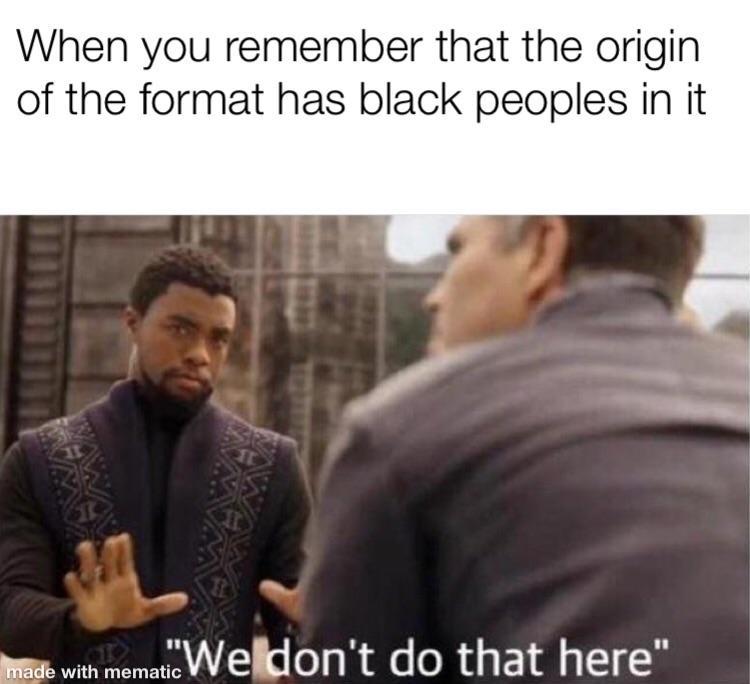 When you remember that the origin
of the format has black peoples in it
"We don't do that here"
made with mematic